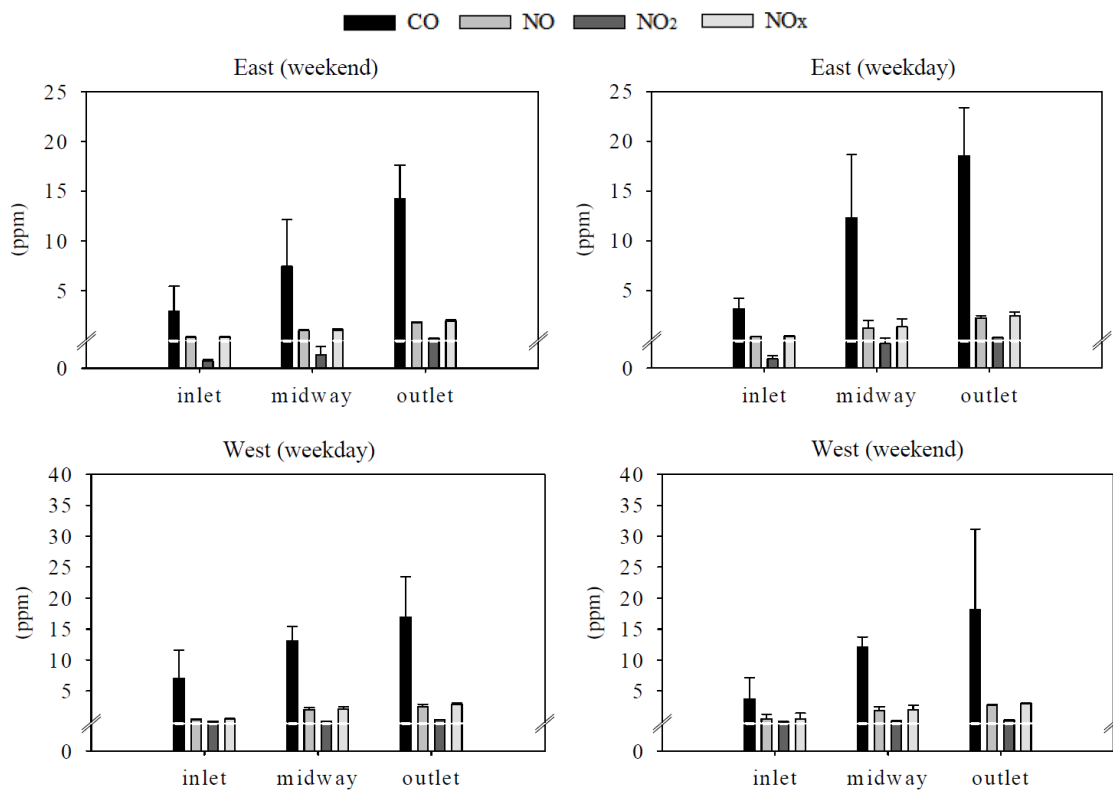 CO NO NO₂ NOx
East (weekend)
25
20
15
10
5
0
(ppm)
inlet midway outlet
East (weekday)
25
20
15
10
5
0
(ppm)
inlet midway outlet
West (weekday)
40
35
30
25
20
15
10
5
0
(ppm)
inlet midway outlet
West (weekend)
40
35
30
25
20
15
10
5
0
(ppm)
inlet midway outlet